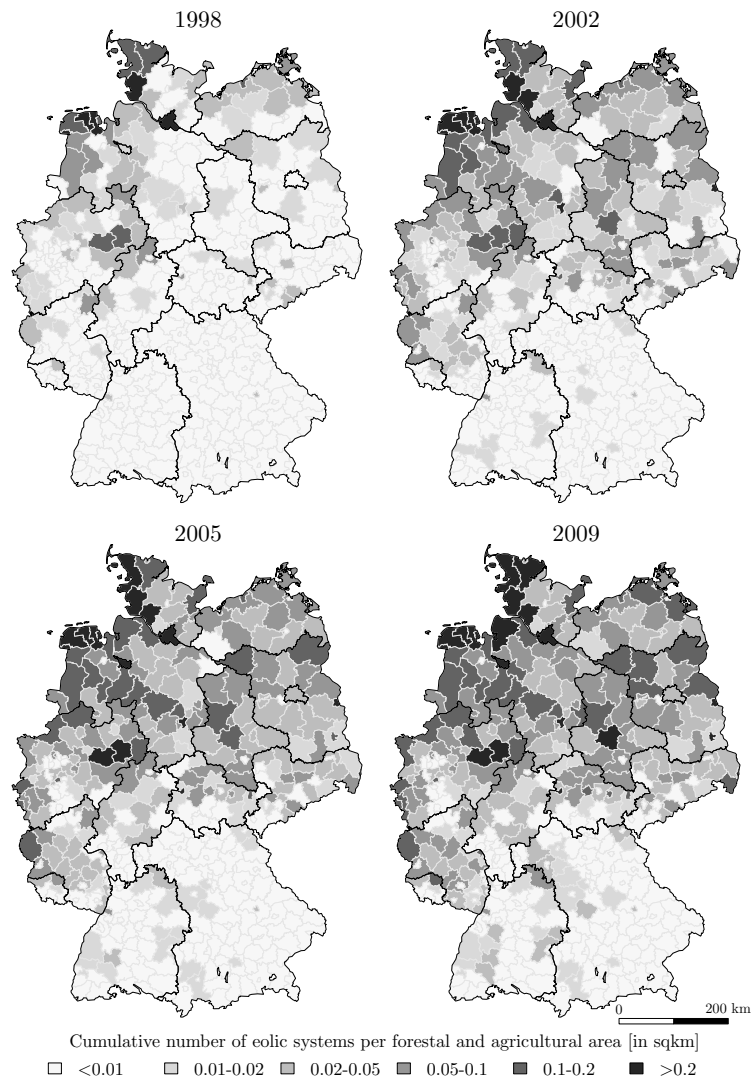 1998
2002
2005
2009
0 200 km
Cumulative number of eolic systems per forestal and agricultural area [in sqkm]
<0.01 0.01-0.02 0.02-0.05 0.05-0.1 0.1-0.2 >0.2